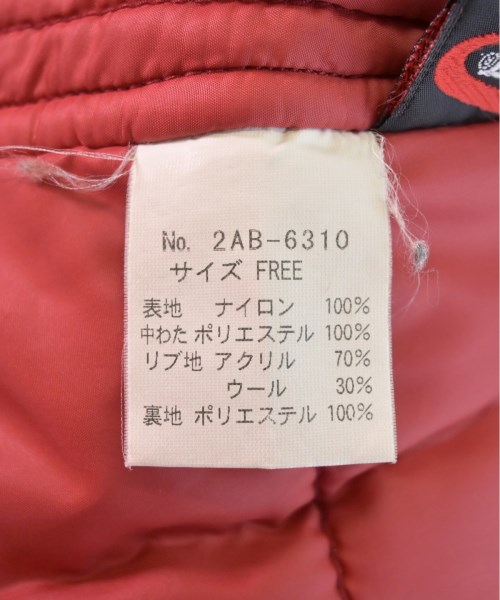 No. 2AB-6310
サイズ FREE
表地 ナイロン 100%
中わた ポリエステル 100%
リブ地 アクリル 70%
ウール 30%
裏地 ポリエステル 100%